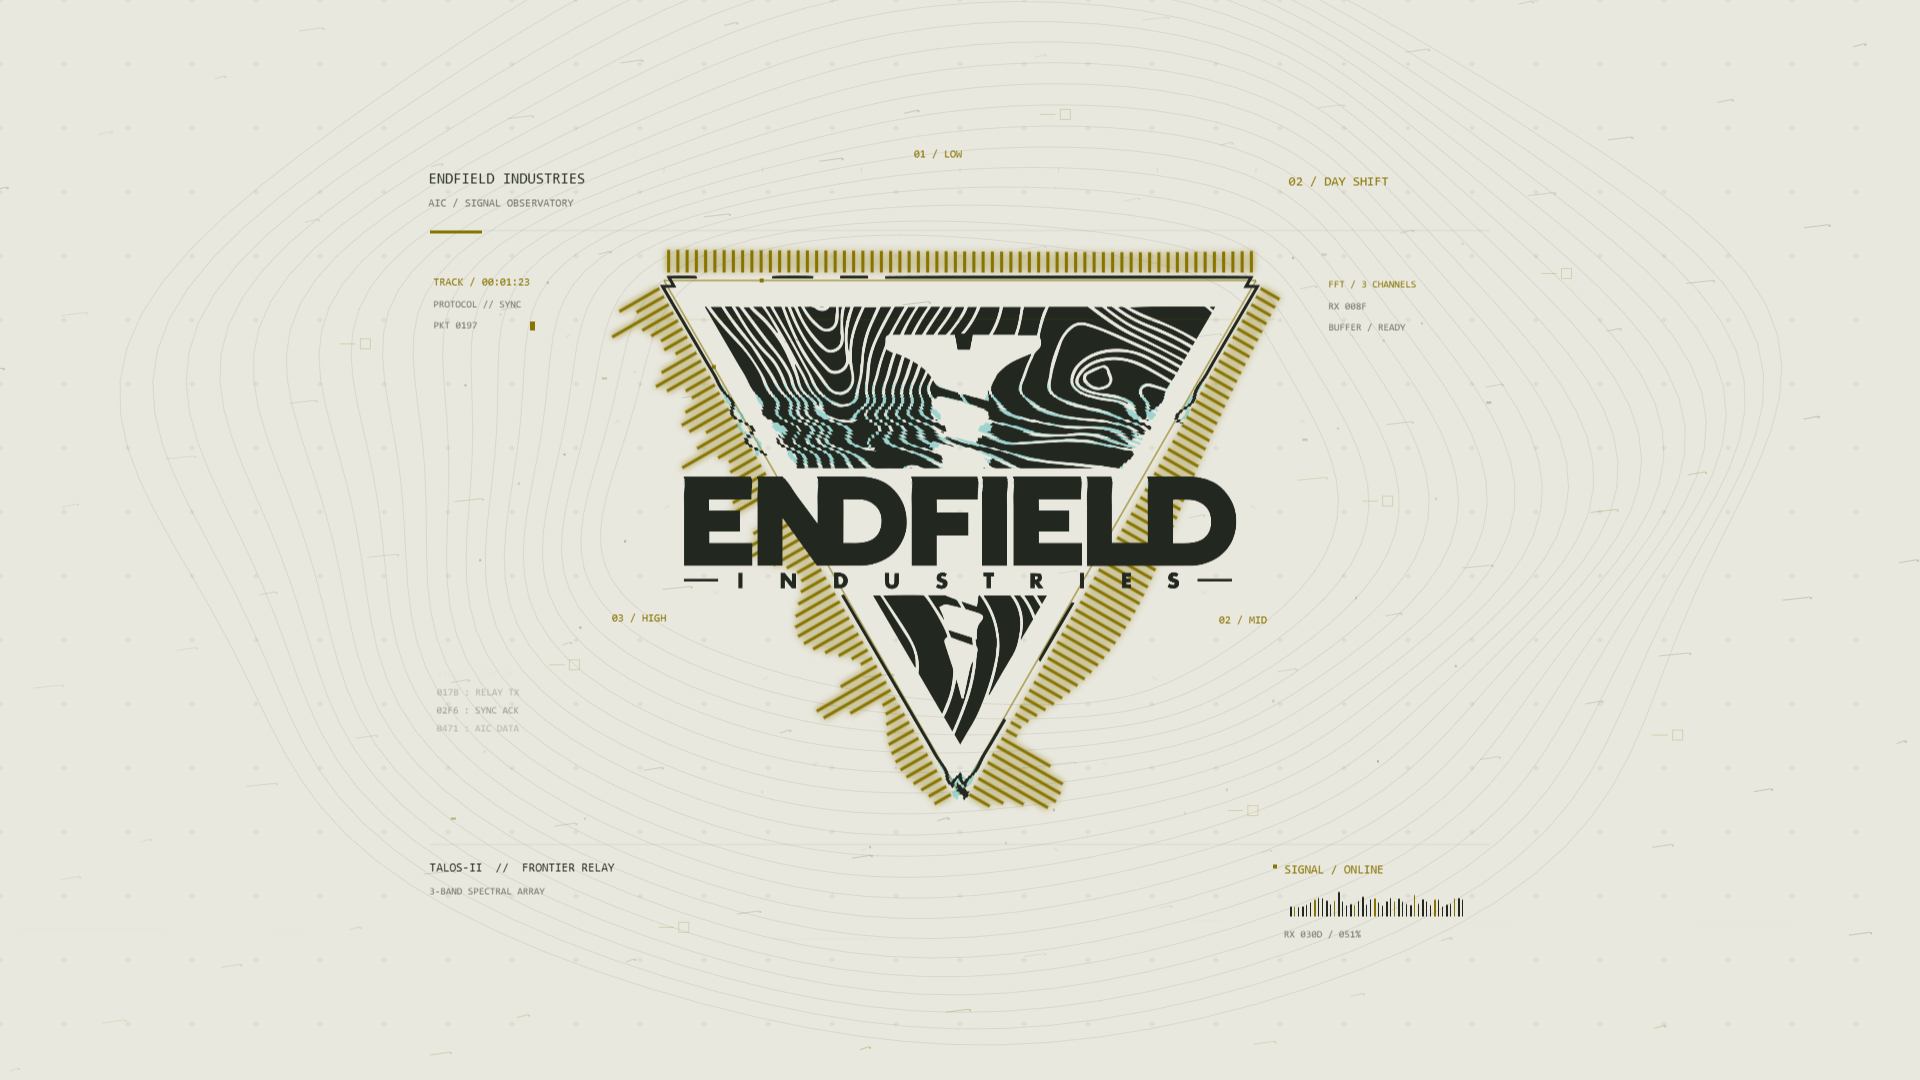 01 / LOW
ENDFIELD INDUSTRIES
AIC / SIGNAL OBSERVATORY
02 / DAY SHIFT
TRACK / 00:01:23
PROTOCOL // SYNC
PKT 0197
FFT / 3 CHANNELS
RX 008F
BUFFER / READY
ENDFIELD
INDUSTRIES
03 / HIGH
02 / MID
017B : RELAY TX
02F6 : SYNC ACK
0471 : AIC DATA
TALOS-II // FRONTIER RELAY
3-BAND SPECTRAL ARRAY
SIGNAL / ONLINE
RX 030D / 051%